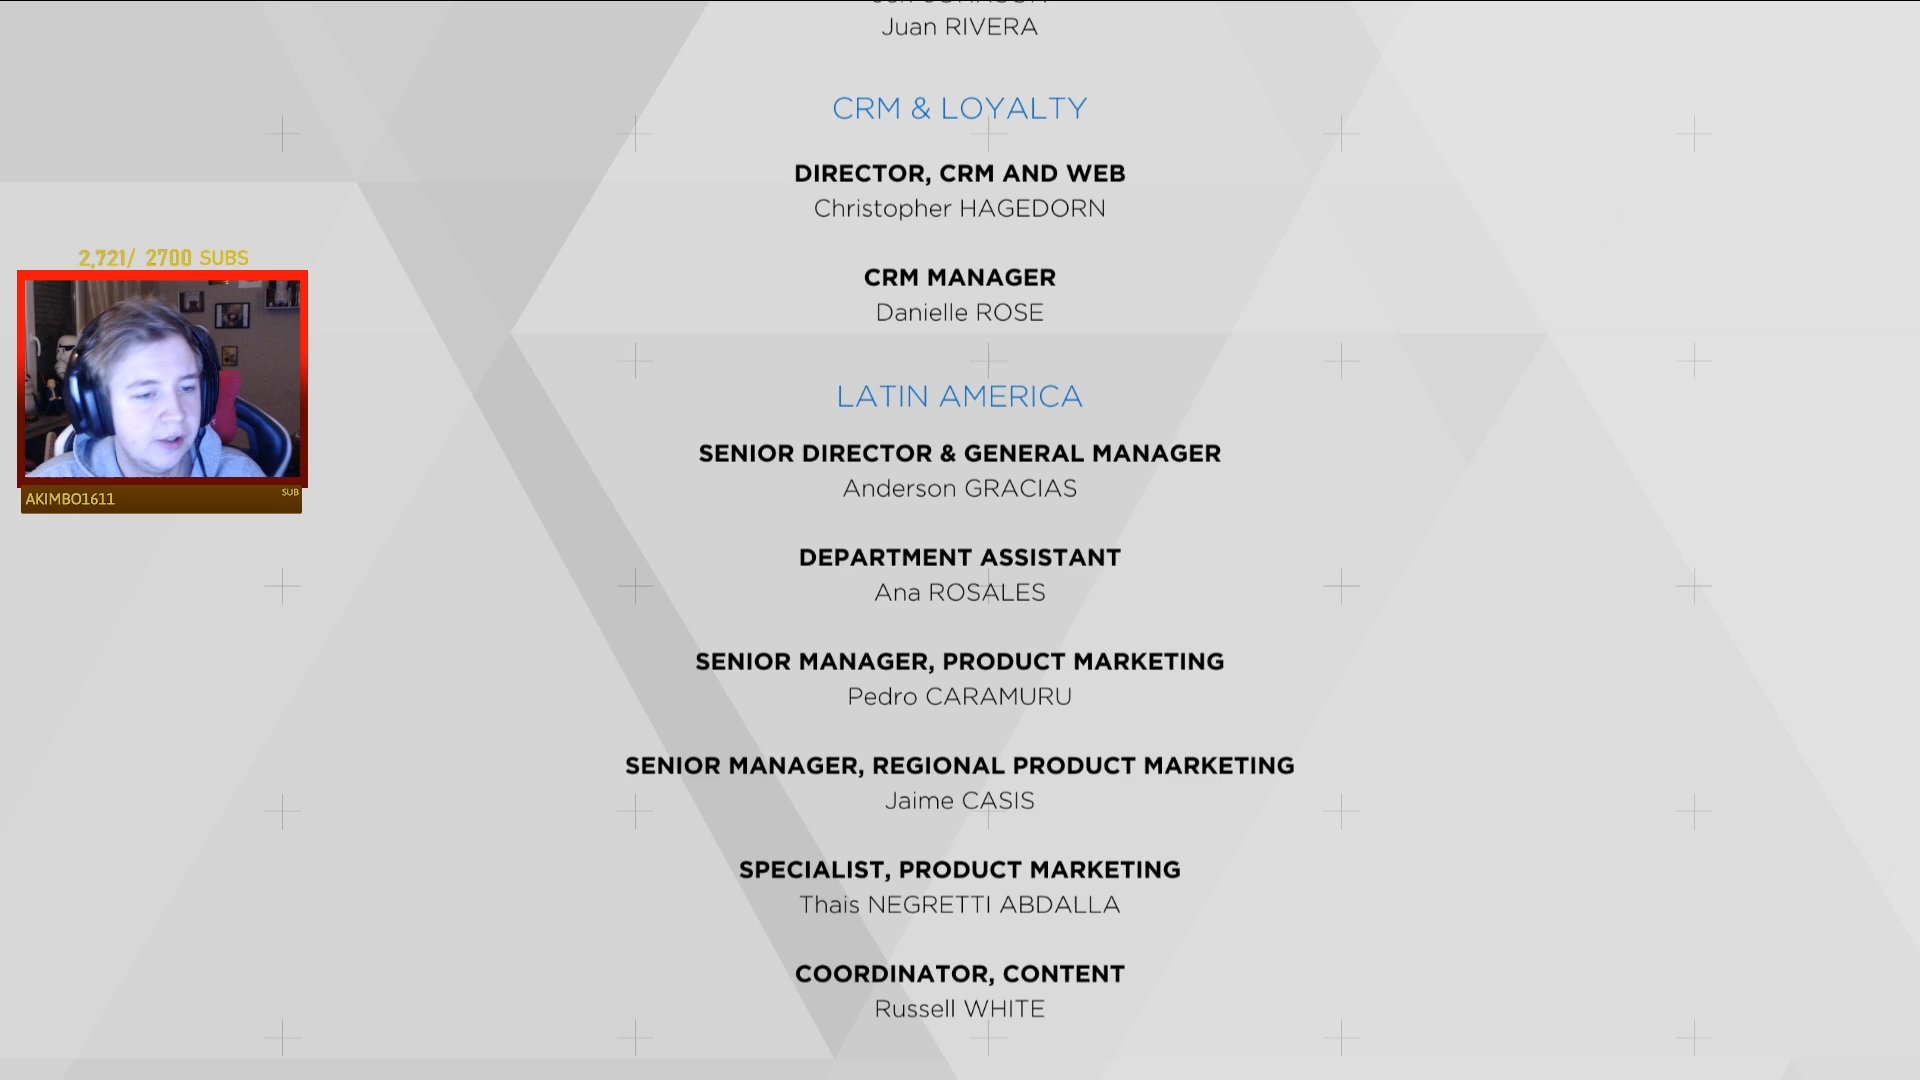 Juan RIVERA
CRM & LOYALTY
DIRECTOR, CRM AND WEB
Christopher HAGEDORN
CRM MANAGER
Danielle ROSE
2,721/ 2700 SUBS
AKIMBO1611
SUB
LATIN AMERICA
SENIOR DIRECTOR & GENERAL MANAGER
Anderson GRACIAS
DEPARTMENT ASSISTANT
Ana ROSALES
SENIOR MANAGER, PRODUCT MARKETING
Pedro CARAMURU
SENIOR MANAGER, REGIONAL PRODUCT MARKETING
Jaime CASIS
SPECIALIST, PRODUCT MARKETING
Thais NEGRETTI ABDALLA
COORDINATOR, CONTENT
Russell WHITE